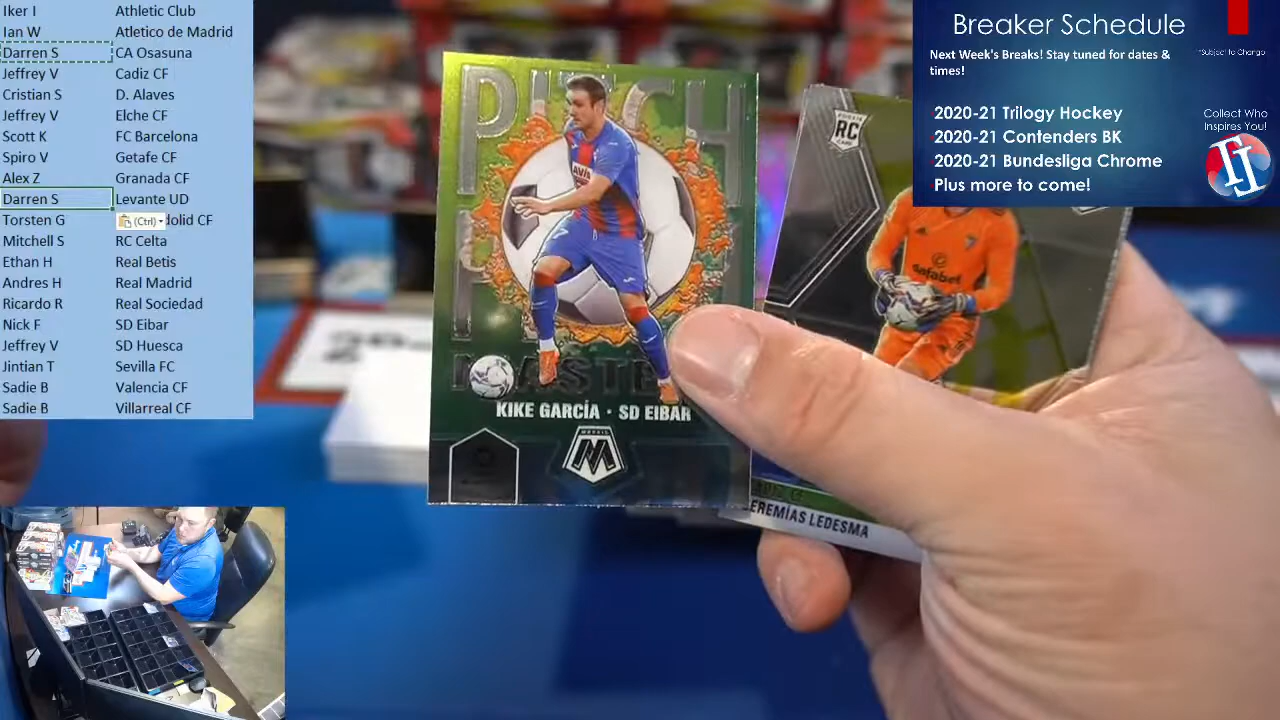 Iker I Athletic Club
Ian W Atletico de Madrid
Darren S CA Osasuna
Jeffrey V Cadiz CF
Cristian S D. Alaves
Jeffrey V Elche CF
Scott K FC Barcelona
Spiro V Getafe CF
Alex Z Granada CF
Darren S Levante UD
Torsten G (Ctrl) dolid CF
Mitchell S RC Celta
Ethan H Real Betis
Andres H Real Madrid
Ricardo R Real Sociedad
Nick F SD Eibar
Jeffrey V SD Huesca
Jintian T Sevilla FC
Sadie B Valencia CF
Sadie B Villarreal CF
Breaker Schedule
*Subject to Change
Next Week's Breaks! Stay tuned for dates &
times!
2020-21 Trilogy Hockey
2020-21 Contenders BK
2020-21 Bundesliga Chrome
Plus more to come!
Collect Who
Inspires You!
PITCH
MASTE
KIKE GARCÍA · SD EIBAR
MOSAIC
M
RC
Safabet
JEREMÍAS LEDESMA